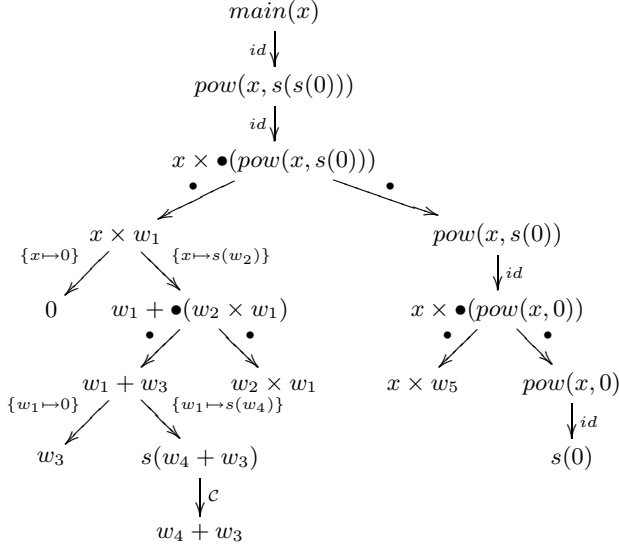 main(x)
id
pow(x, s(s(0)))
id
x × •(pow(x, s(0)))
• •
x × w₁ pow(x, s(0))
{x↦0} {x↦s(w₂)} id
0 w₁ + •(w₂ × w₁) x × •(pow(x, 0))
• • • •
w₁ + w₃ w₂ × w₁ x × w₅ pow(x, 0)
{w₁↦0} {w₁↦s(w₄)} id
w₃ s(w₄ + w₃) s(0)
𝒞
w₄ + w₃